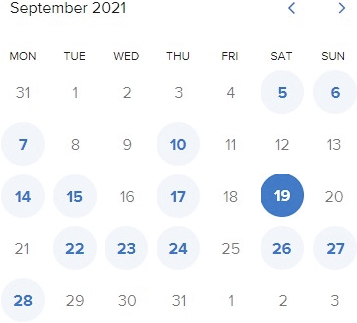 September 2021
MON TUE WED THU FRI SAT SUN
31 1 2 3 4 5 6
7 8 9 10 11 12 13
14 15 16 17 18 19 20
21 22 23 24 25 26 27
28 29 30 31 1 2 3